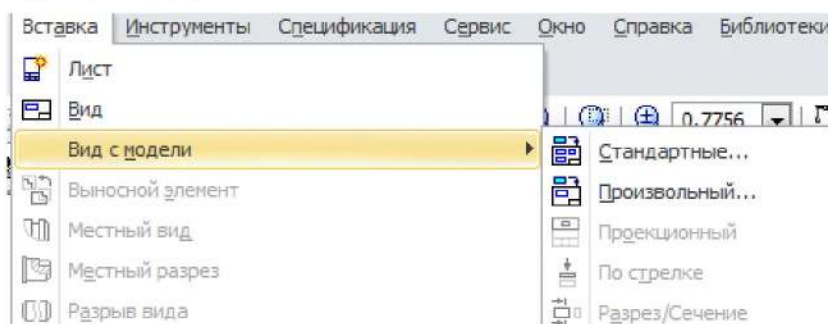 Вставка Инструменты Спецификация Сервис Окно Справка Библиотеки
Лист
Вид
0.7756
Вид с модели
Стандартные...
Выносной элемент
Произвольный...
Местный вид
Проекционный
Местный разрез
По стрелке
Разрыв вида
Разрез/Сечение